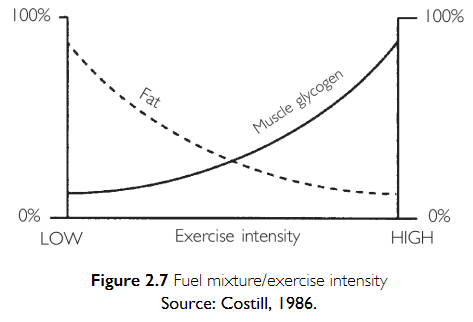 100%
100%
Fat
Muscle glycogen
0%
0%
LOW
Exercise intensity
HIGH
Figure 2.7 Fuel mixture/exercise intensity
Source: Costill, 1986.